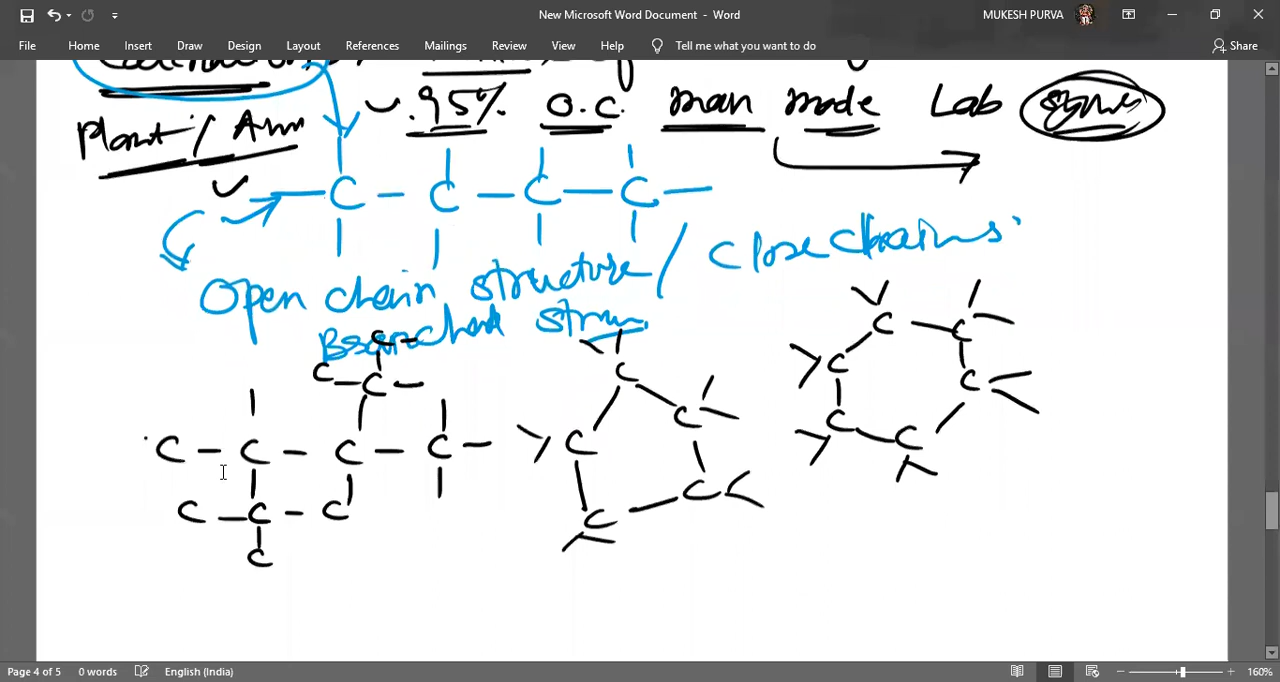 New Microsoft Word Document - Word
MUKESH PURVA
File Home Insert Draw Design Layout References Mailings Review View Help Tell me what you want to do Share
Plant / Anm .95% O.C. man made Lab
C - C - C - C -
Open chain structure / Close chains
Branched struc
C -
C - C -
C - C - C - C -
C - C - C
C
C
C C
C C
C C
C C
C C
Page 4 of 5 0 words English (India) 160%